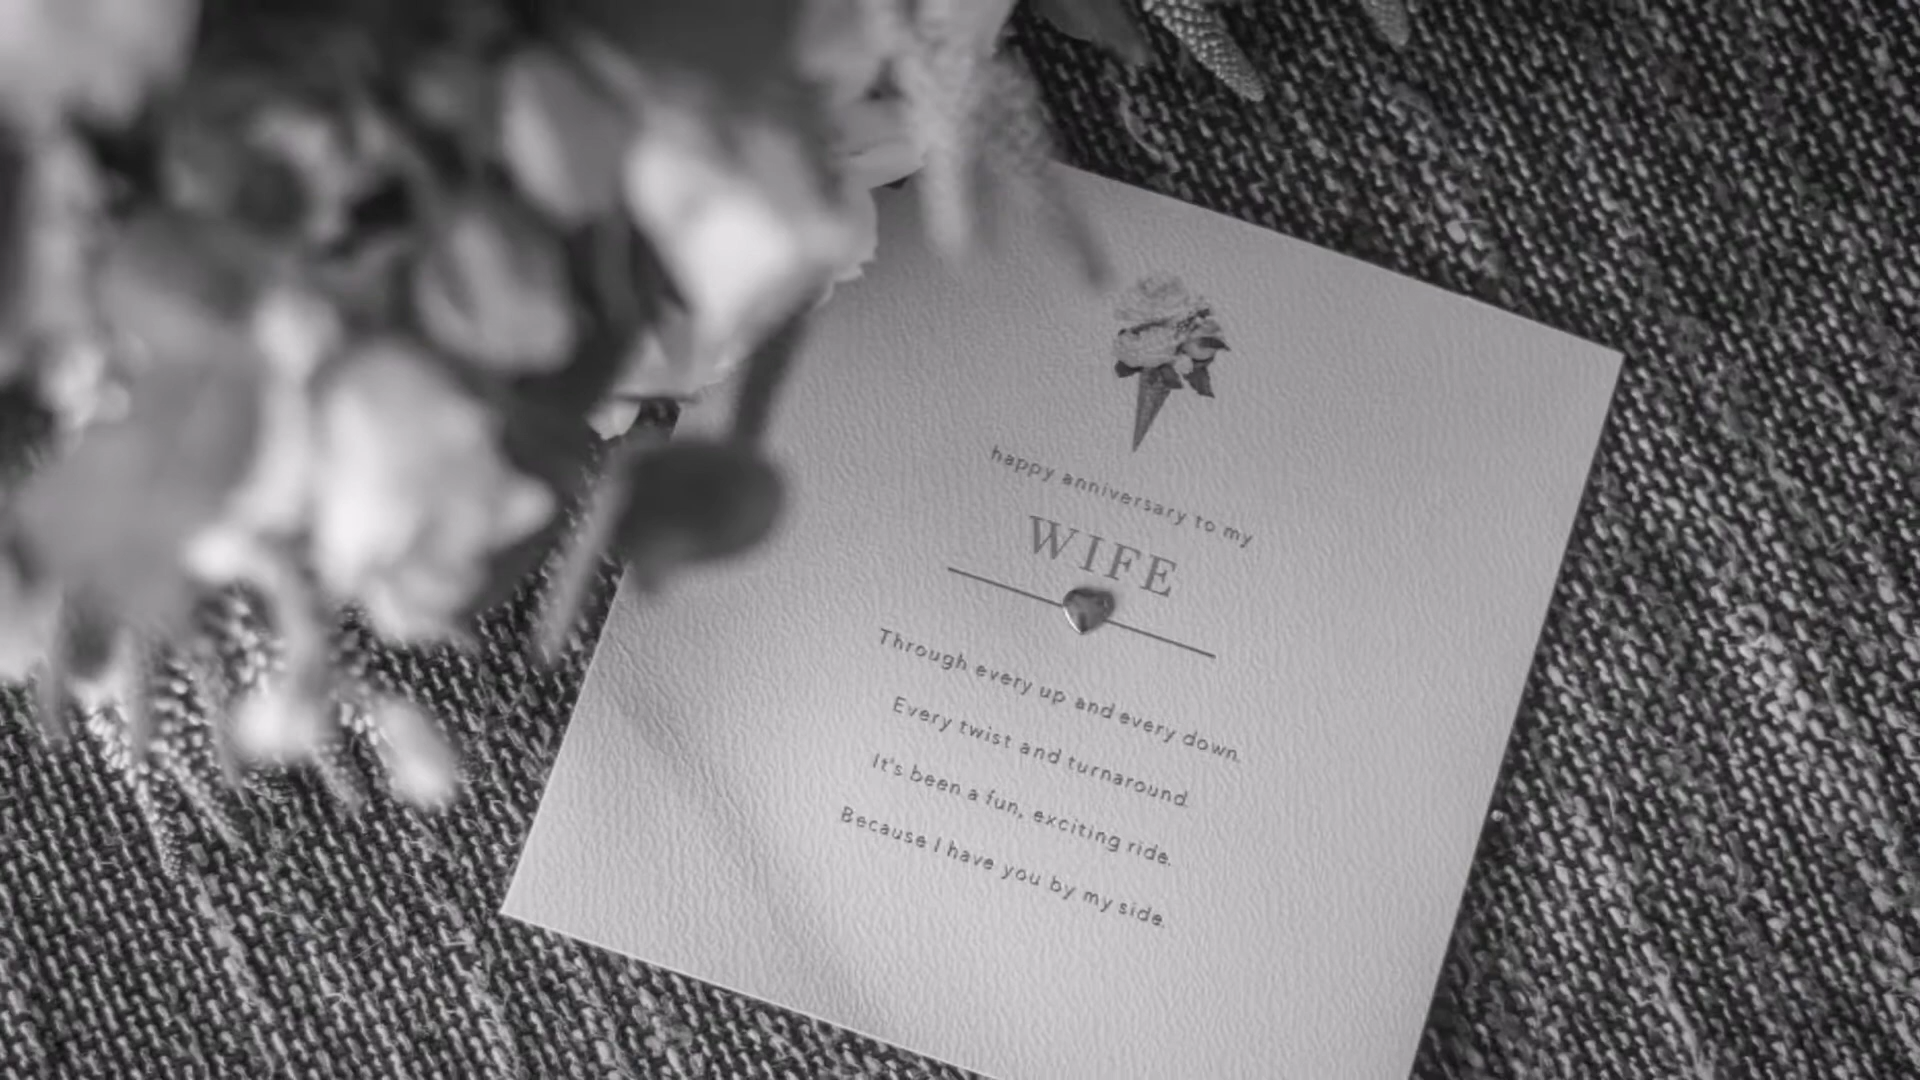 happy anniversary to my
WIFE
Through every up and every down.
Every twist and turnaround.
It's been a fun, exciting ride.
Because I have you by my side.